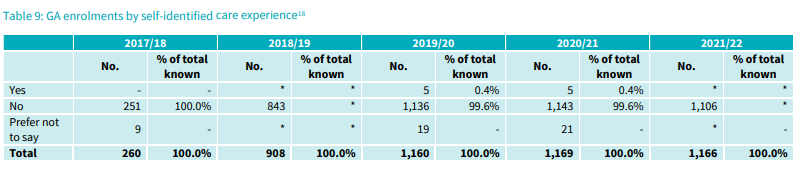 Table 9: GA enrolments by self-identified care experience18
2017/18 2018/19 2019/20 2020/21 2021/22
No. % of total known No. % of total known No. % of total known No. % of total known No. % of total known
Yes - - * * 5 0.4% 5 0.4% * *
No 251 100.0% 843 * 1,136 99.6% 1,143 99.6% 1,106 *
Prefer not to say 9 - * * 19 - 21 - * -
Total 260 100.0% 908 100.0% 1,160 100.0% 1,169 100.0% 1,166 100.0%